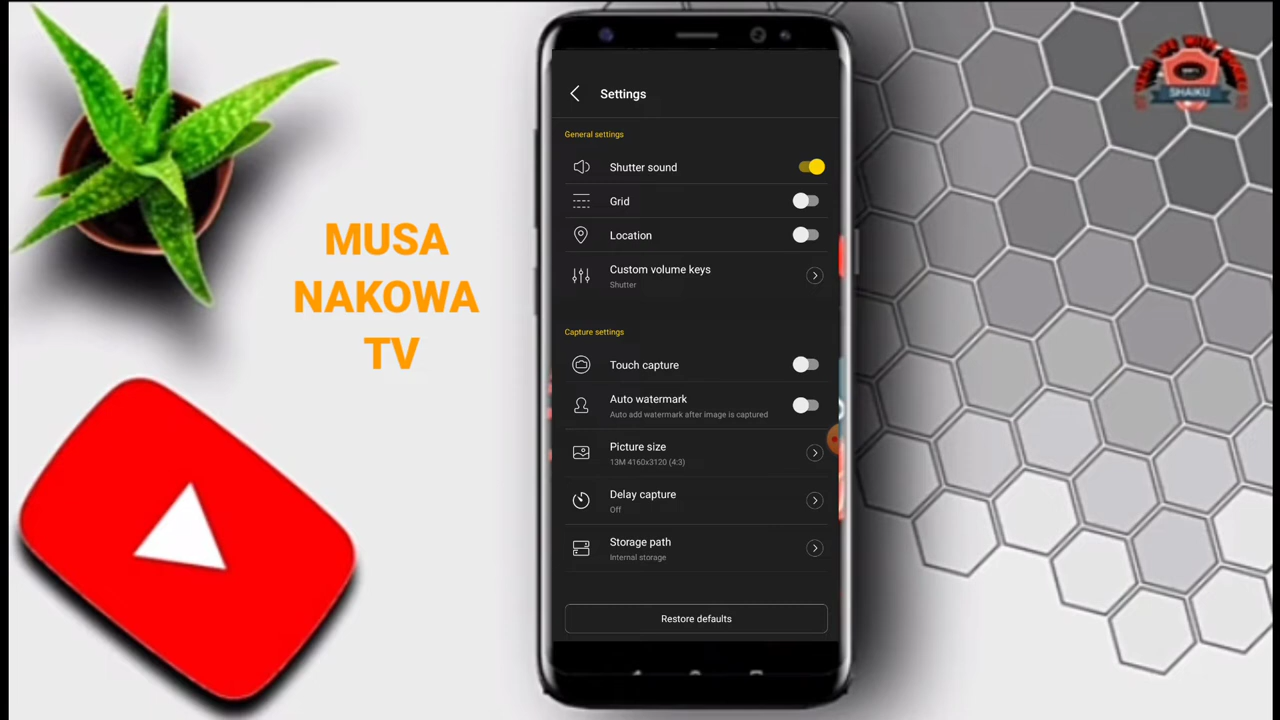 MUSA
NAKOWA
TV
SHAIKU
Settings
General settings
Shutter sound
Grid
Location
Custom volume keys
Shutter
Capture settings
Touch capture
Auto watermark
Auto add watermark after image is captured
Picture size
13M 4160x3120 (4:3)
Delay capture
Off
Storage path
Internal storage
Restore defaults